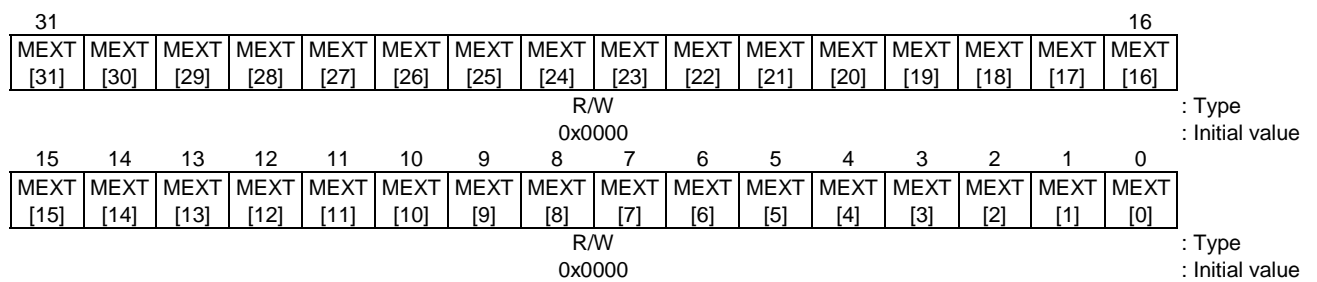 31 16
MEXT MEXT MEXT MEXT MEXT MEXT MEXT MEXT MEXT MEXT MEXT MEXT MEXT MEXT MEXT MEXT
[31] [30] [29] [28] [27] [26] [25] [24] [23] [22] [21] [20] [19] [18] [17] [16]
R/W : Type
0x0000 : Initial value
15 14 13 12 11 10 9 8 7 6 5 4 3 2 1 0
MEXT MEXT MEXT MEXT MEXT MEXT MEXT MEXT MEXT MEXT MEXT MEXT MEXT MEXT MEXT MEXT
[15] [14] [13] [12] [11] [10] [9] [8] [7] [6] [5] [4] [3] [2] [1] [0]
R/W : Type
0x0000 : Initial value